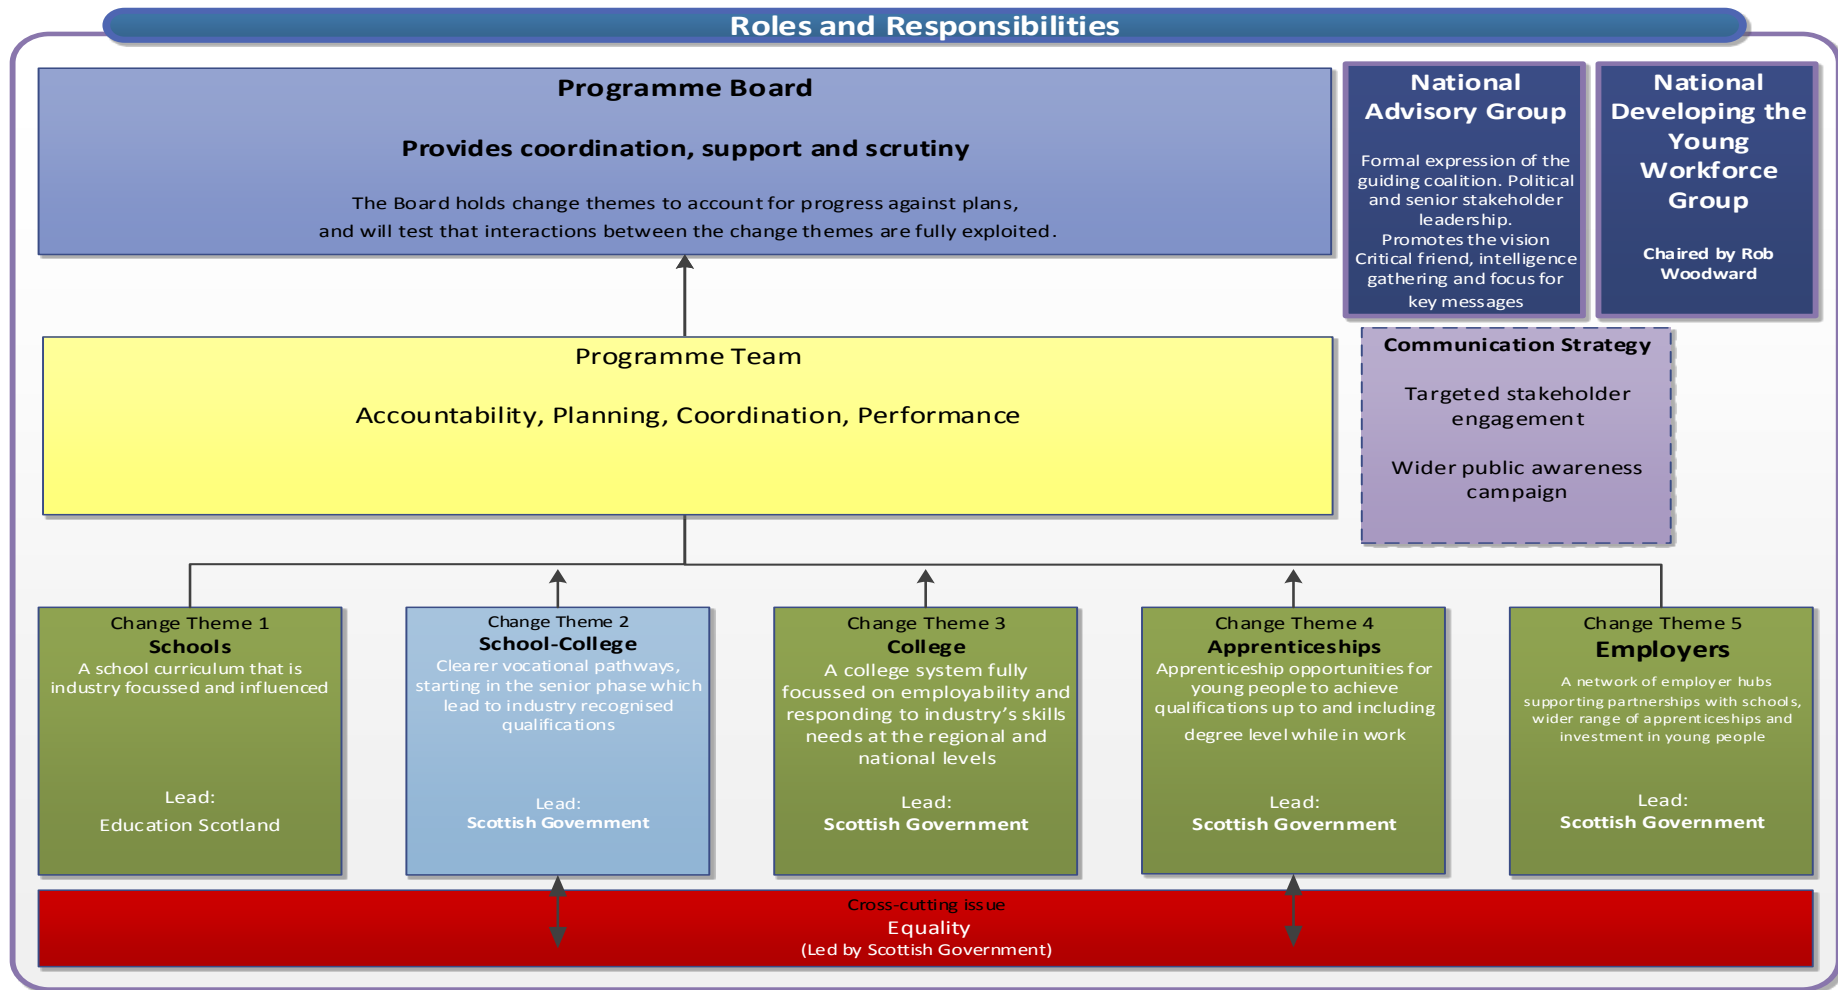 Roles and Responsibilities
Programme Board
Provides coordination, support and scrutiny
The Board holds change themes to account for progress against plans,
and will test that interactions between the change themes are fully exploited.
National
Advisory Group
Formal expression of the
guiding coalition. Political
and senior stakeholder
leadership.
Promotes the vision
Critical friend, intelligence
gathering and focus for
key messages
National
Developing the
Young
Workforce
Group
Chaired by Rob
Woodward
Programme Team
Accountability, Planning, Coordination, Performance
Communication Strategy
Targeted stakeholder
engagement
Wider public awareness
campaign
Change Theme 1
Schools
A school curriculum that is
industry focussed and influenced
Lead:
Education Scotland
Change Theme 2
School-College
Clearer vocational pathways,
starting in the senior phase which
lead to industry recognised
qualifications
Lead:
Scottish Government
Change Theme 3
College
A college system fully
focussed on employability and
responding to industry’s skills
needs at the regional and
national levels
Lead:
Scottish Government
Change Theme 4
Apprenticeships
Apprenticeship opportunities for
young people to achieve
qualifications up to and including
degree level while in work
Lead:
Scottish Government
Change Theme 5
Employers
A network of employer hubs
supporting partnerships with schools,
wider range of apprenticeships and
investment in young people
Lead:
Scottish Government
Cross-cutting issue
Equality
(Led by Scottish Government)